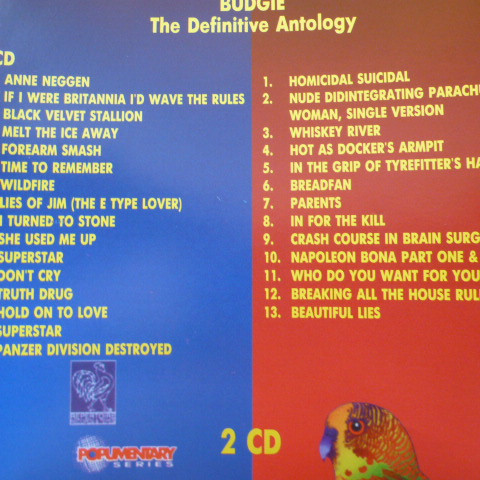 BUDGIE
The Definitive Antology
CD
ANNE NEGGEN
IF I WERE BRITANNIA I'D WAVE THE RULES
BLACK VELVET STALLION
MELT THE ICE AWAY
FOREARM SMASH
TIME TO REMEMBER
WILDFIRE
LIES OF JIM (THE E TYPE LOVER)
I TURNED TO STONE
SHE USED ME UP
SUPERSTAR
DON'T CRY
TRUTH DRUG
HOLD ON TO LOVE
SUPERSTAR
PANZER DIVISION DESTROYED
1. HOMICIDAL SUICIDAL
2. NUDE DIDINTEGRATING PARACHU
WOMAN, SINGLE VERSION
3. WHISKEY RIVER
4. HOT AS DOCKER'S ARMPIT
5. IN THE GRIP OF TYREFITTER'S HA
6. BREADFAN
7. PARENTS
8. IN FOR THE KILL
9. CRASH COURSE IN BRAIN SURG
10. NAPOLEON BONA PART ONE &
11. WHO DO YOU WANT FOR YOU
12. BREAKING ALL THE HOUSE RUL
13. BEAUTIFUL LIES
POPUMENTARY
SERIES
2 CD